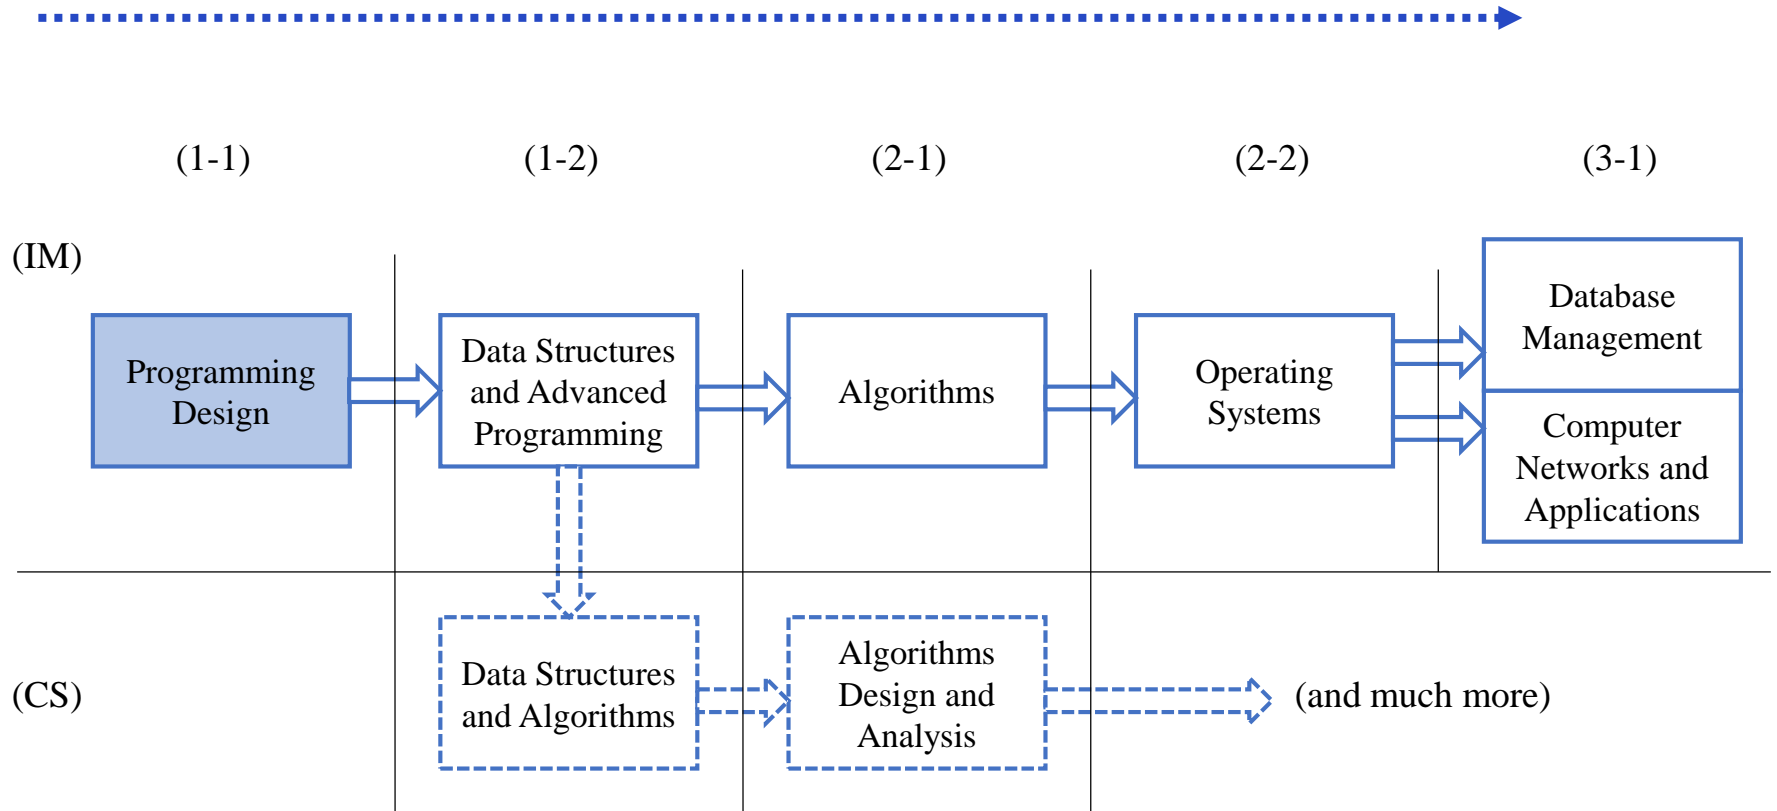 (1-1)
(1-2)
(2-1)
(2-2)
(3-1)
(IM)
Programming
Design
Data Structures
and Advanced
Programming
Algorithms
Operating
Systems
Database
Management
Computer
Networks and
Applications
(CS)
Data Structures
and Algorithms
Algorithms
Design and
Analysis
(and much more)